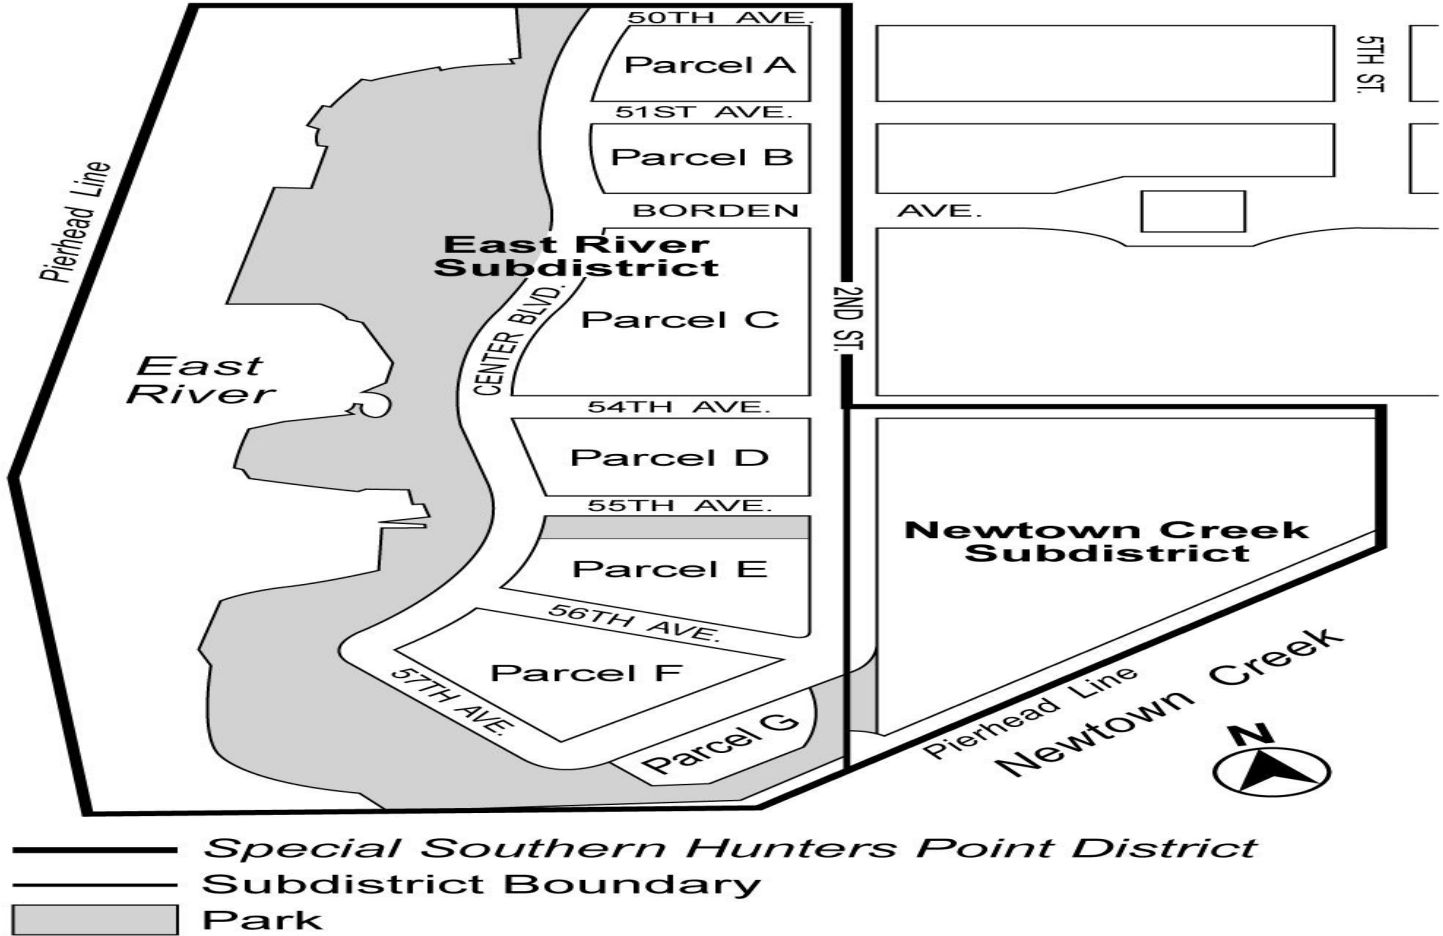 50TH AVE.
Parcel A
5TH ST.
51ST AVE.
Parcel B
Pierhead Line
BORDEN AVE.
East River
Subdistrict
CENTER BLVD.
Parcel C
2ND ST.
East
River
54TH AVE.
Parcel D
55TH AVE.
Newtown Creek
Subdistrict
Parcel E
56TH AVE.
Parcel F
57TH AVE.
Parcel G
Pierhead Line
Newtown Creek
N
Special Southern Hunters Point District
Subdistrict Boundary
Park